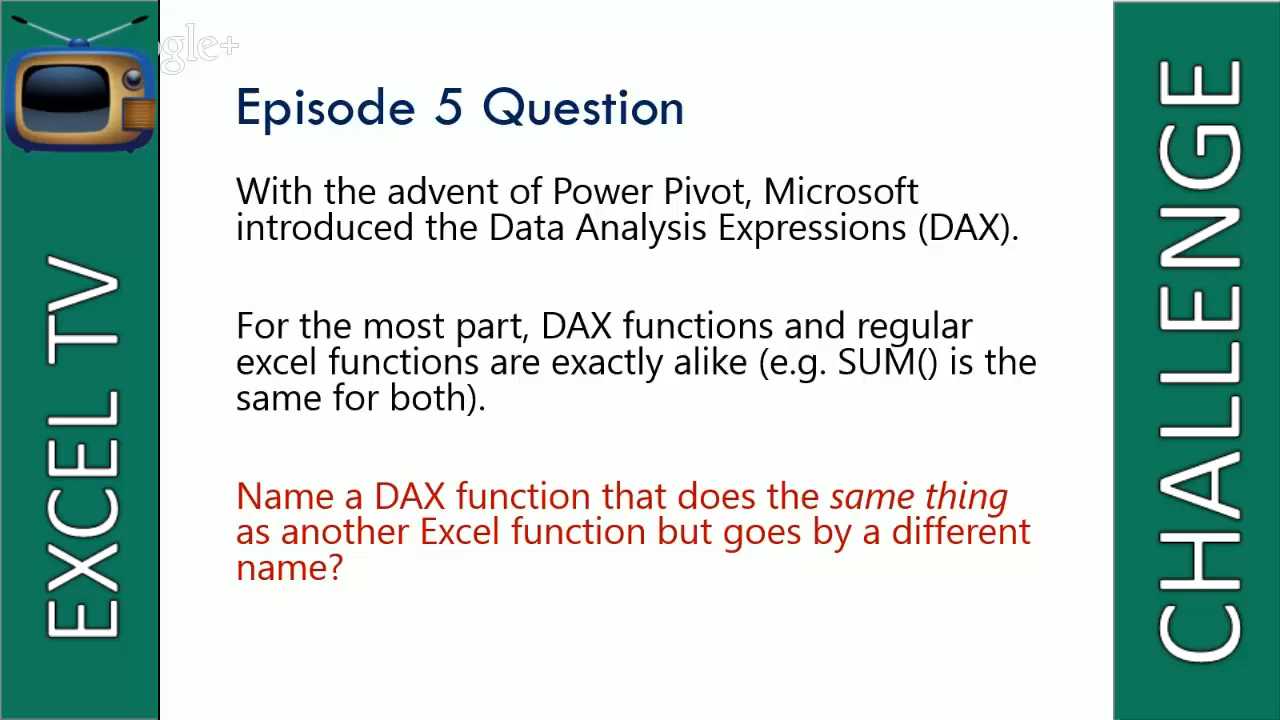 gle+
Episode 5 Question
With the advent of Power Pivot, Microsoft
introduced the Data Analysis Expressions (DAX).
For the most part, DAX functions and regular
excel functions are exactly alike (e.g. SUM() is the
same for both).
Name a DAX function that does the same thing
as another Excel function but goes by a different
name?
EXCEL TV
CHALLENGE